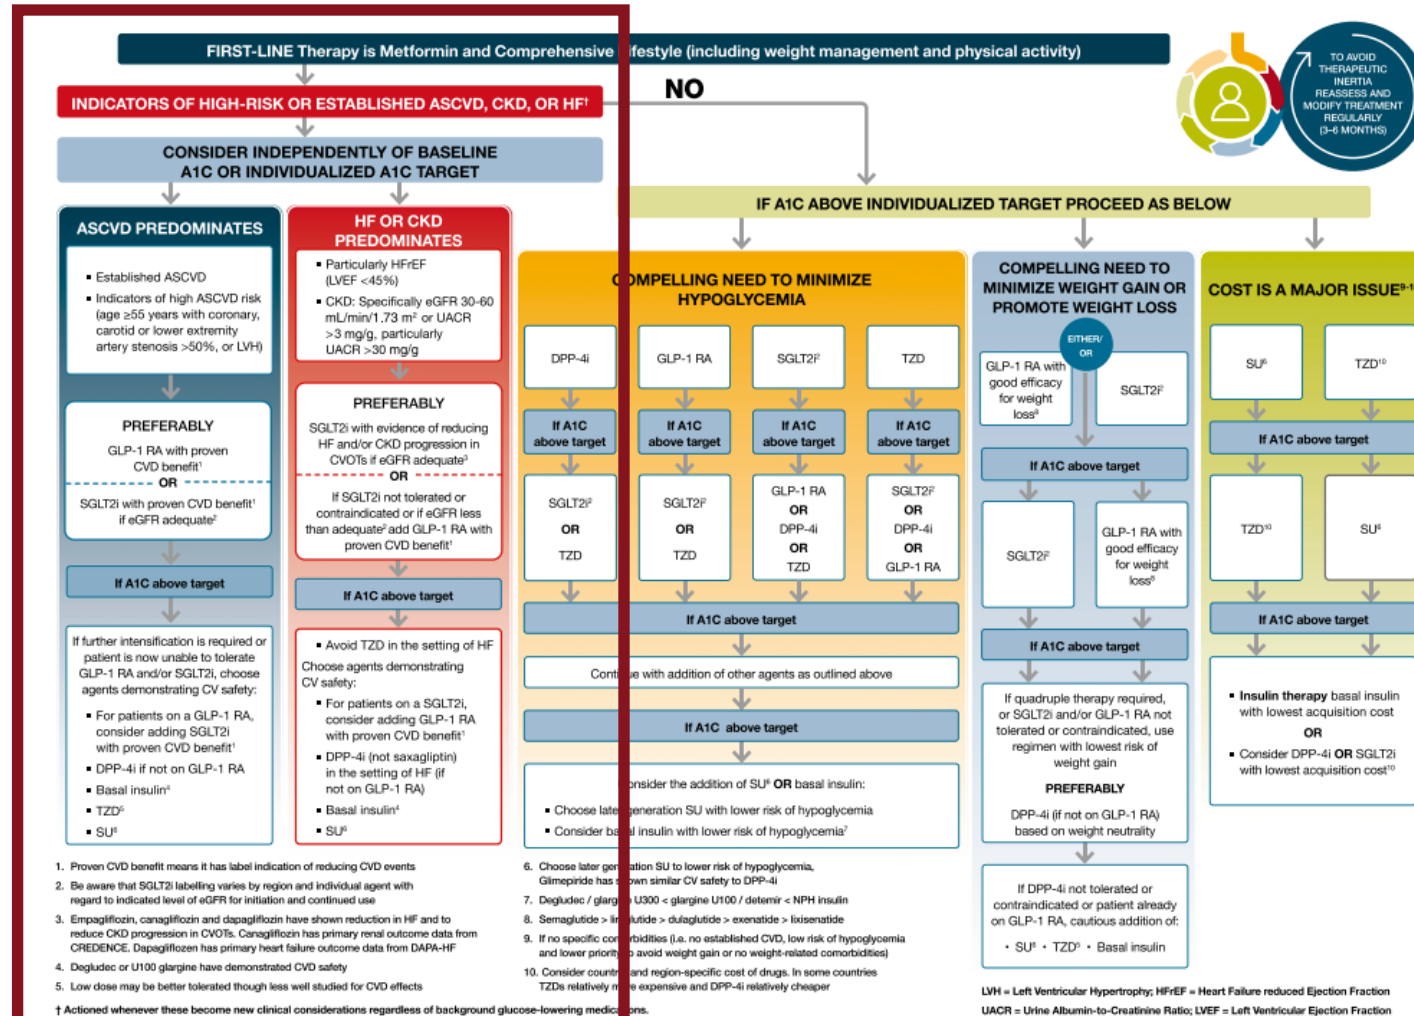 FIRST-LINE Therapy is Metformin and Comprehensive Lifestyle (including weight management and physical activity)
TO AVOID
THERAPEUTIC
INERTIA
REASSESS AND
MODIFY TREATMENT
REGULARLY
(3–6 MONTHS)
INDICATORS OF HIGH-RISK OR ESTABLISHED ASCVD, CKD, OR HF†
NO
CONSIDER INDEPENDENTLY OF BASELINE
A1C OR INDIVIDUALIZED A1C TARGET
IF A1C ABOVE INDIVIDUALIZED TARGET PROCEED AS BELOW
ASCVD PREDOMINATES
▪ Established ASCVD
▪ Indicators of high ASCVD risk
(age ≥55 years with coronary,
carotid or lower extremity
artery stenosis >50%, or LVH)
PREFERABLY
GLP-1 RA with proven
CVD benefit¹
OR
SGLT2i with proven CVD benefit¹
if eGFR adequate²
If A1C above target
If further intensification is required or
patient is now unable to tolerate
GLP-1 RA and/or SGLT2i, choose
agents demonstrating CV safety:
▪ For patients on a GLP-1 RA,
consider adding SGLT2i
with proven CVD benefit¹
▪ DPP-4i if not on GLP-1 RA
▪ Basal insulin⁴
▪ TZD⁵
▪ SU⁶
HF OR CKD
PREDOMINATES
▪ Particularly HFrEF
(LVEF <45%)
▪ CKD: Specifically eGFR 30-60
mL/min/1.73 m² or UACR
>3 mg/g, particularly
UACR >30 mg/g
PREFERABLY
SGLT2i with evidence of reducing
HF and/or CKD progression in
CVOTs if eGFR adequate³
OR
If SGLT2i not tolerated or
contraindicated or if eGFR less
than adequate² add GLP-1 RA with
proven CVD benefit¹
If A1C above target
▪ Avoid TZD in the setting of HF
Choose agents demonstrating
CV safety:
▪ For patients on a SGLT2i,
consider adding GLP-1 RA
with proven CVD benefit¹
▪ DPP-4i (not saxagliptin)
in the setting of HF (if
not on GLP-1 RA)
▪ Basal insulin⁴
▪ SU⁶
COMPELLING NEED TO MINIMIZE
HYPOGLYCEMIA
DPP-4i
GLP-1 RA
SGLT2i²
TZD
If A1C
above target
If A1C
above target
If A1C
above target
If A1C
above target
SGLT2i²
OR
TZD
SGLT2i²
OR
TZD
GLP-1 RA
OR
DPP-4i
OR
TZD
SGLT2i²
OR
DPP-4i
OR
GLP-1 RA
If A1C above target
Continue with addition of other agents as outlined above
If A1C above target
Consider the addition of SU⁶ OR basal insulin:
▪ Choose later generation SU with lower risk of hypoglycemia
▪ Consider basal insulin with lower risk of hypoglycemia⁷
COMPELLING NEED TO
MINIMIZE WEIGHT GAIN OR
PROMOTE WEIGHT LOSS
EITHER/
OR
GLP-1 RA with
good efficacy
for weight
loss⁸
SGLT2i²
If A1C above target
SGLT2i²
GLP-1 RA with
good efficacy
for weight
loss⁸
If A1C above target
If quadruple therapy required,
or SGLT2i and/or GLP-1 RA not
tolerated or contraindicated, use
regimen with lowest risk of
weight gain
PREFERABLY
DPP-4i (if not on GLP-1 RA)
based on weight neutrality
If DPP-4i not tolerated or
contraindicated or patient already
on GLP-1 RA, cautious addition of:
• SU⁶ • TZD⁵ • Basal insulin
COST IS A MAJOR ISSUE⁹⁻¹
SU⁶
TZD¹⁰
If A1C above target
TZD¹⁰
SU⁶
If A1C above target
▪ Insulin therapy basal insulin
with lowest acquisition cost
OR
▪ Consider DPP-4i OR SGLT2i
with lowest acquisition cost¹⁰
1. Proven CVD benefit means it has label indication of reducing CVD events
2. Be aware that SGLT2i labelling varies by region and individual agent with
regard to indicated level of eGFR for initiation and continued use
3. Empagliflozin, canagliflozin and dapagliflozin have shown reduction in HF and to
reduce CKD progression in CVOTs. Canagliflozin has primary renal outcome data from
CREDENCE. Dapagliflozen has primary heart failure outcome data from DAPA-HF
4. Degludec or U100 glargine have demonstrated CVD safety
5. Low dose may be better tolerated though less well studied for CVD effects
6. Choose later generation SU to lower risk of hypoglycemia,
Glimepiride has shown similar CV safety to DPP-4i
7. Degludec / glargine U300 < glargine U100 / detemir < NPH insulin
8. Semaglutide > liraglutide > dulaglutide > exenatide > lixisenatide
9. If no specific comorbidities (i.e. no established CVD, low risk of hypoglycemia
and lower priority to avoid weight gain or no weight-related comorbidities)
10. Consider country and region-specific cost of drugs. In some countries
TZDs relatively more expensive and DPP-4i relatively cheaper
† Actioned whenever these become new clinical considerations regardless of background glucose-lowering medications.
LVH = Left Ventricular Hypertrophy; HFrEF = Heart Failure reduced Ejection Fraction
UACR = Urine Albumin-to-Creatinine Ratio; LVEF = Left Ventricular Ejection Fraction